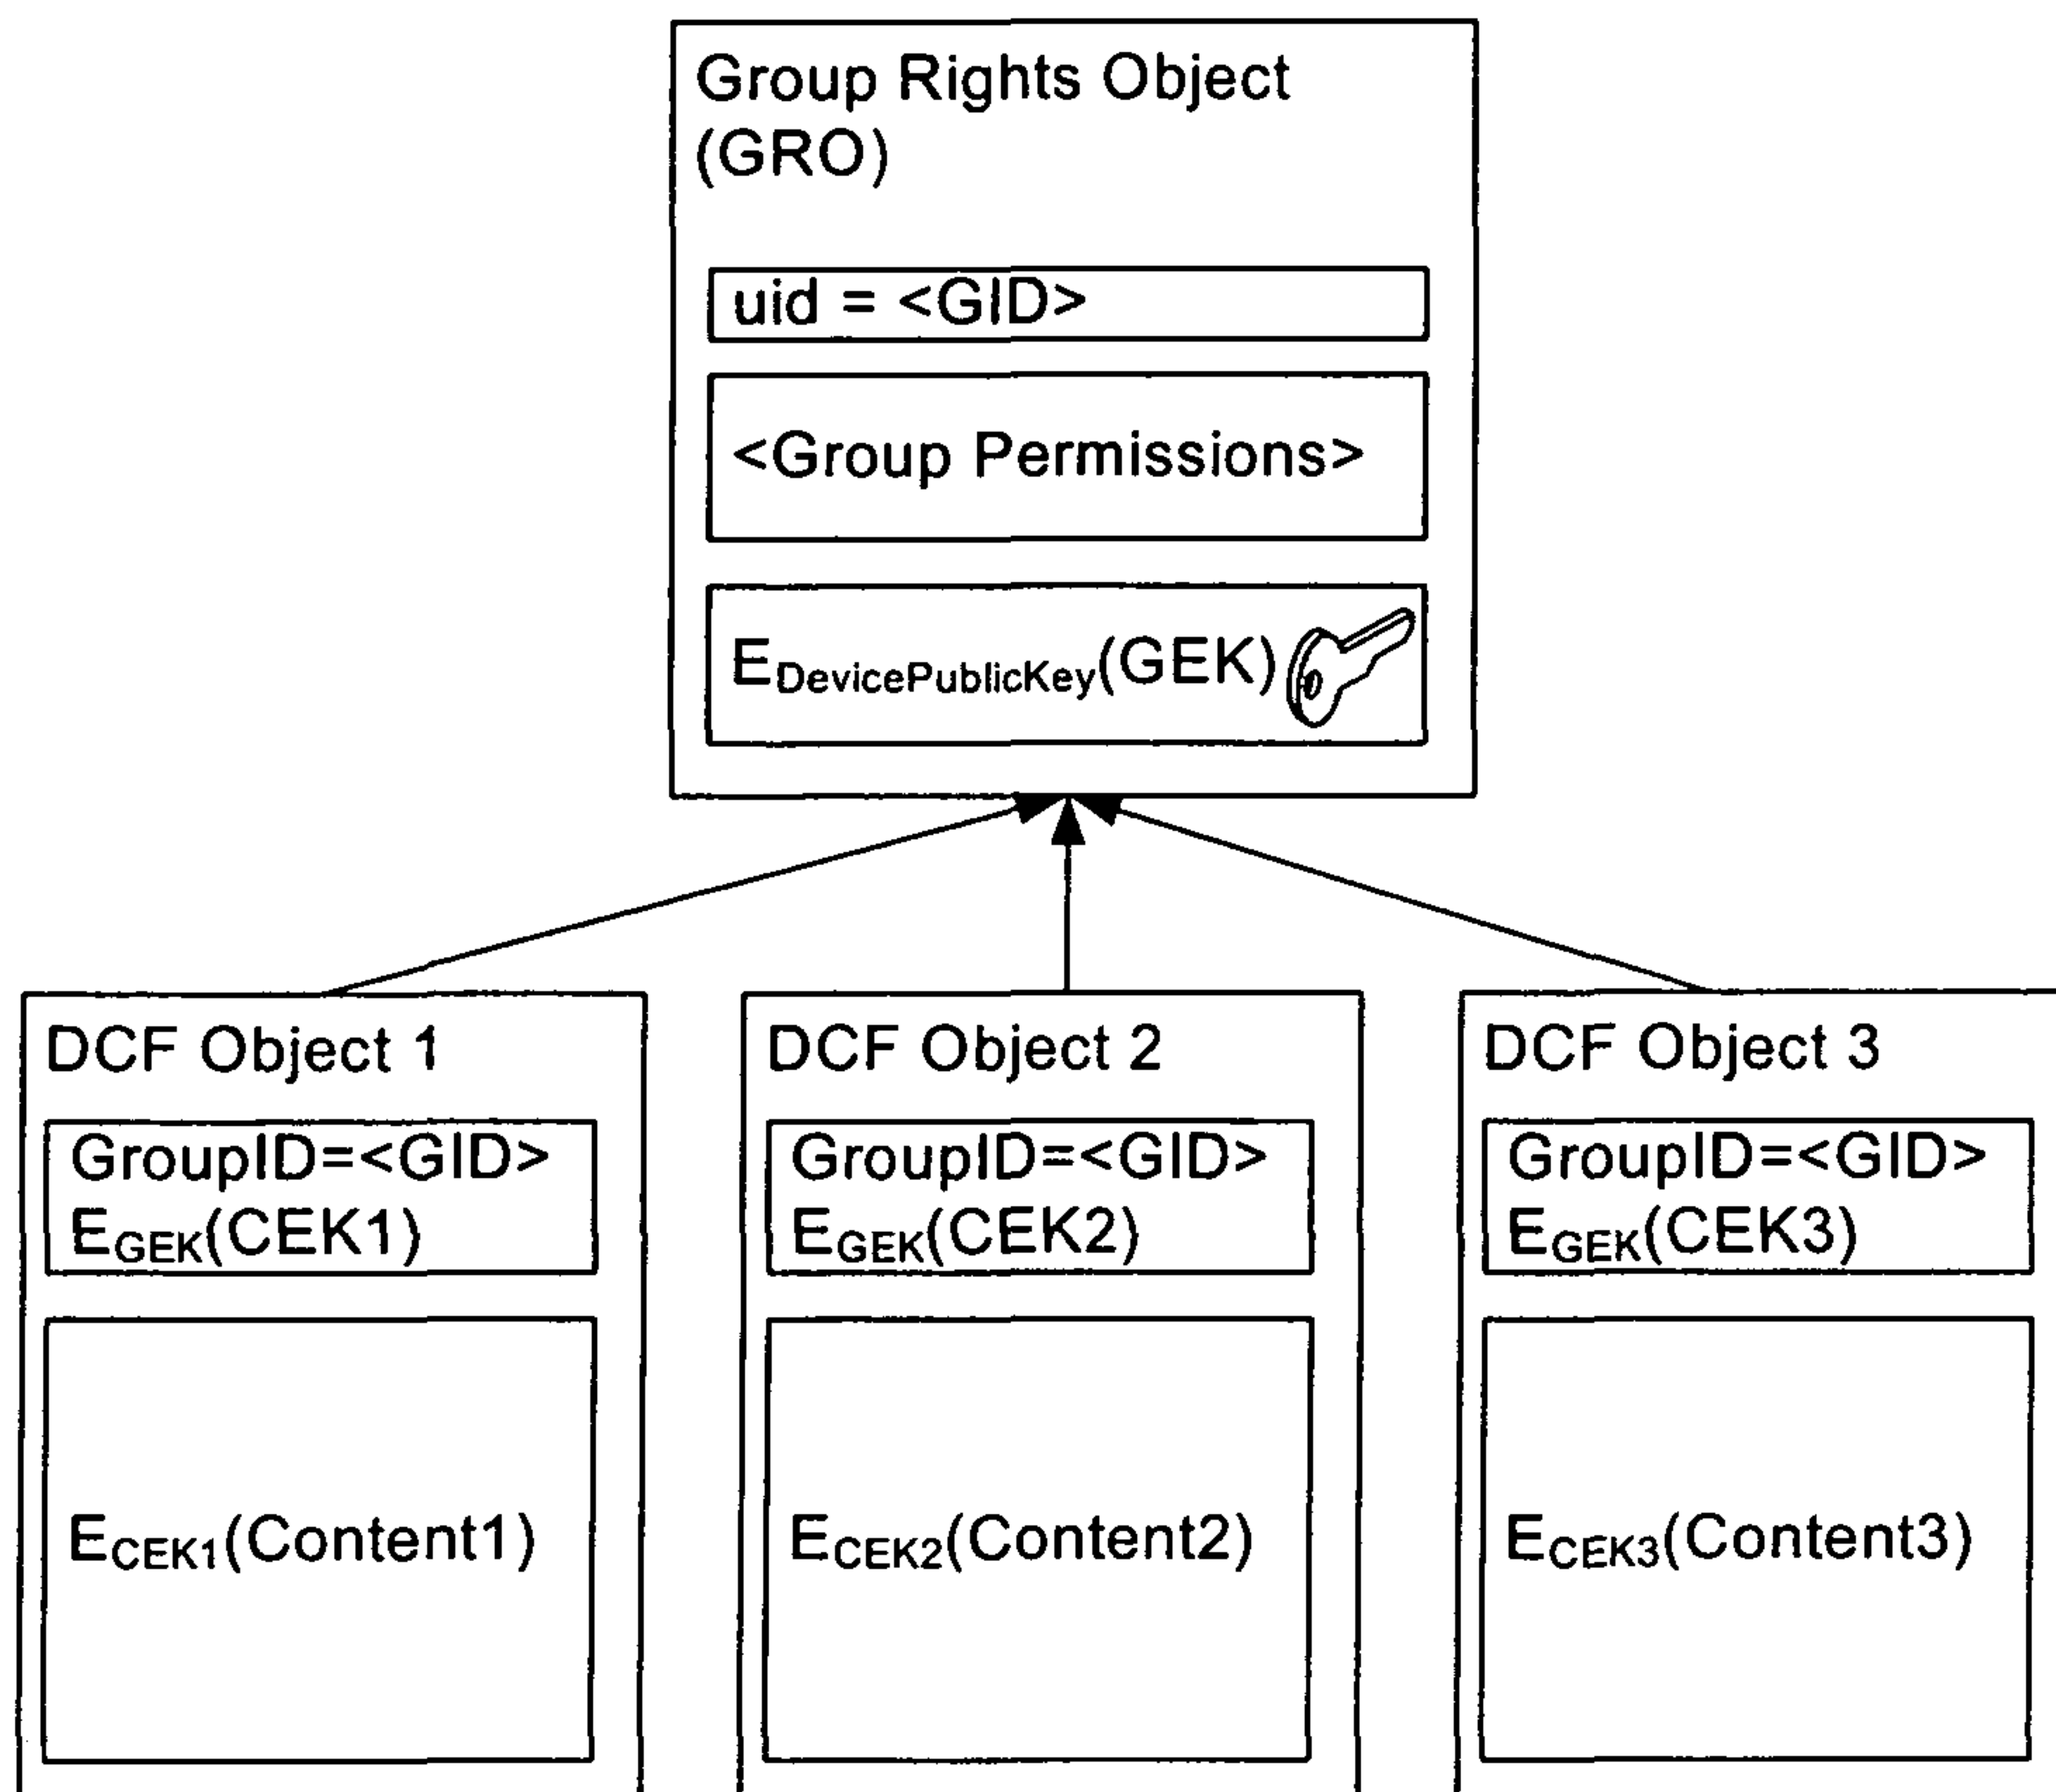 Group Rights Object
(GRO)
uid = <GID>
<Group Permissions>
EDevicePublicKey(GEK)
DCF Object 1
GroupID=<GID>
EGEK(CEK1)
ECEK1(Content1)
DCF Object 2
GroupID=<GID>
EGEK(CEK2)
ECEK2(Content2)
DCF Object 3
GroupID=<GID>
EGEK(CEK3)
ECEK3(Content3)